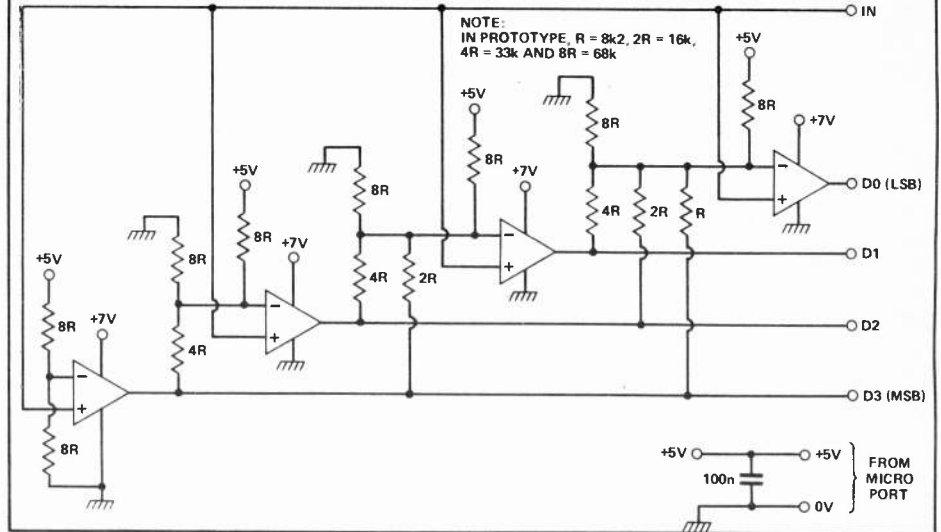 IN
NOTE:
IN PROTOTYPE, R = 8k2, 2R = 16k,
4R = 33k AND 8R = 68k
+5V
8R
+7V
8R
+5V
8R
4R
2R
R
D0 (LSB)
+5V
8R
8R
+7V
4R
2R
D1
8R
8R
+7V
4R
D2
+5V
8R
+7V
8R
D3 (MSB)
+5V
+5V
100n
0V
FROM
MICRO
PORT